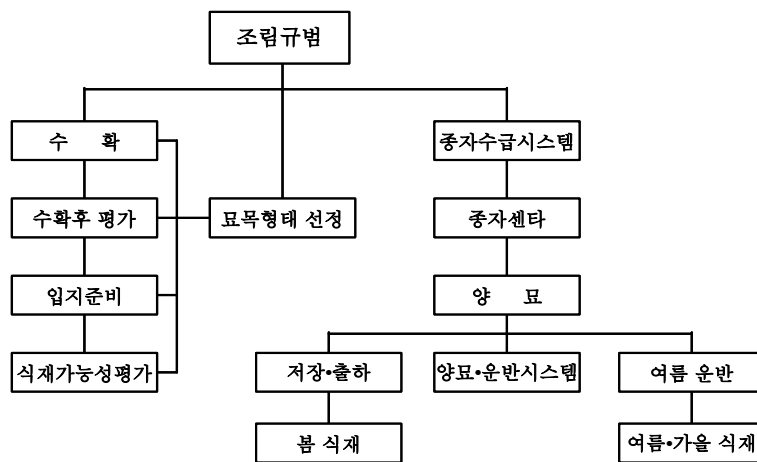 조림규범
수 확
종자수급시스템
수확후 평가
묘목형태 선정
종자센타
입지준비
양 묘
식재가능성평가
저장•출하
양묘•운반시스템
여름 운반
봄 식재
여름•가을 식재